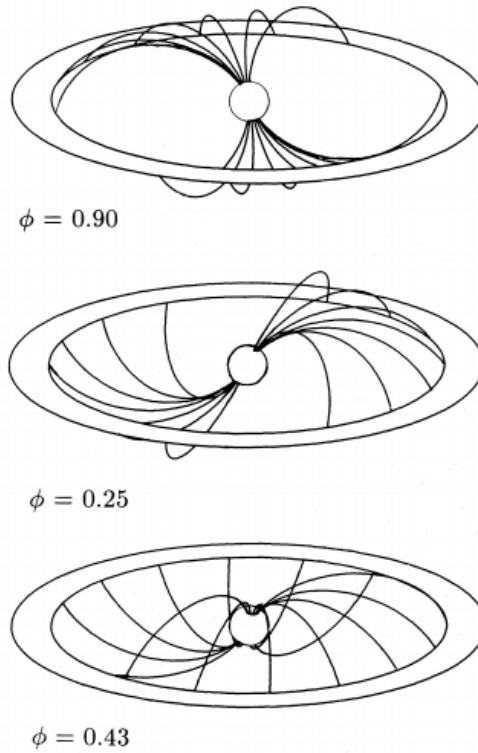 ϕ = 0.90
ϕ = 0.25
ϕ = 0.43